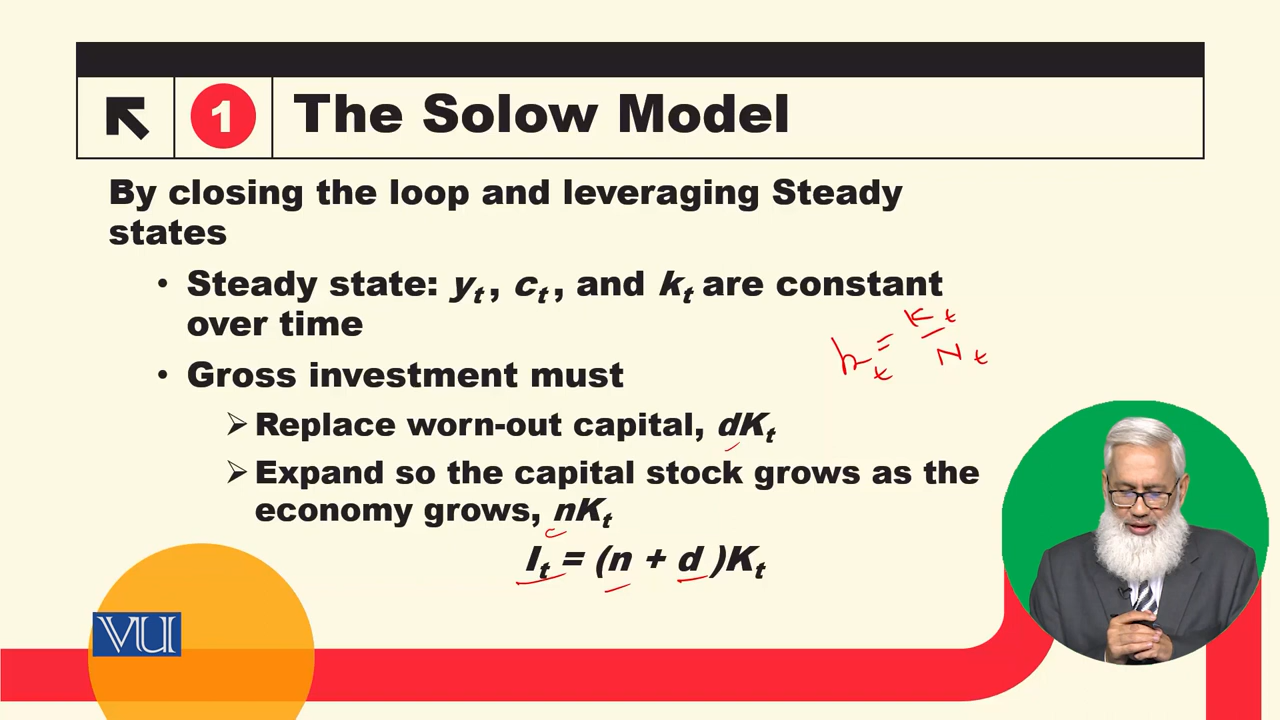 1 The Solow Model
By closing the loop and leveraging Steady
states
• Steady state: yt , ct , and kt are constant
over time
kt = Kt / Nt
• Gross investment must
➢ Replace worn-out capital, dKt
➢ Expand so the capital stock grows as the
economy grows, nKt
It = (n + d )Kt
VU